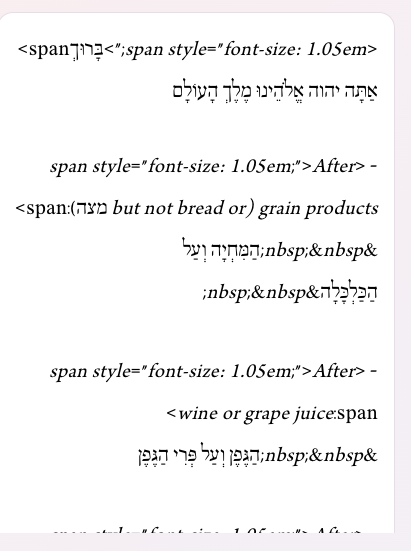 <span style="font-size: 1.05em;">בָּרוּךְspan>
אַתָּה יהוה אֱלֹהֵינוּ מֶלֶךְ הָעוֹלָם
- <span style="font-size: 1.05em;">After
grain products (but not bread or מצה):span>
&nbsp;&nbsp;הַמִּחְיָה וְעַל
הַכַּלְכָּלָה&nbsp;&nbsp;
- <span style="font-size: 1.05em;">After
wine or grape juice:span>
&nbsp;&nbsp;הַגֶּפֶן וְעַל פְּרִי הַגֶּפֶן